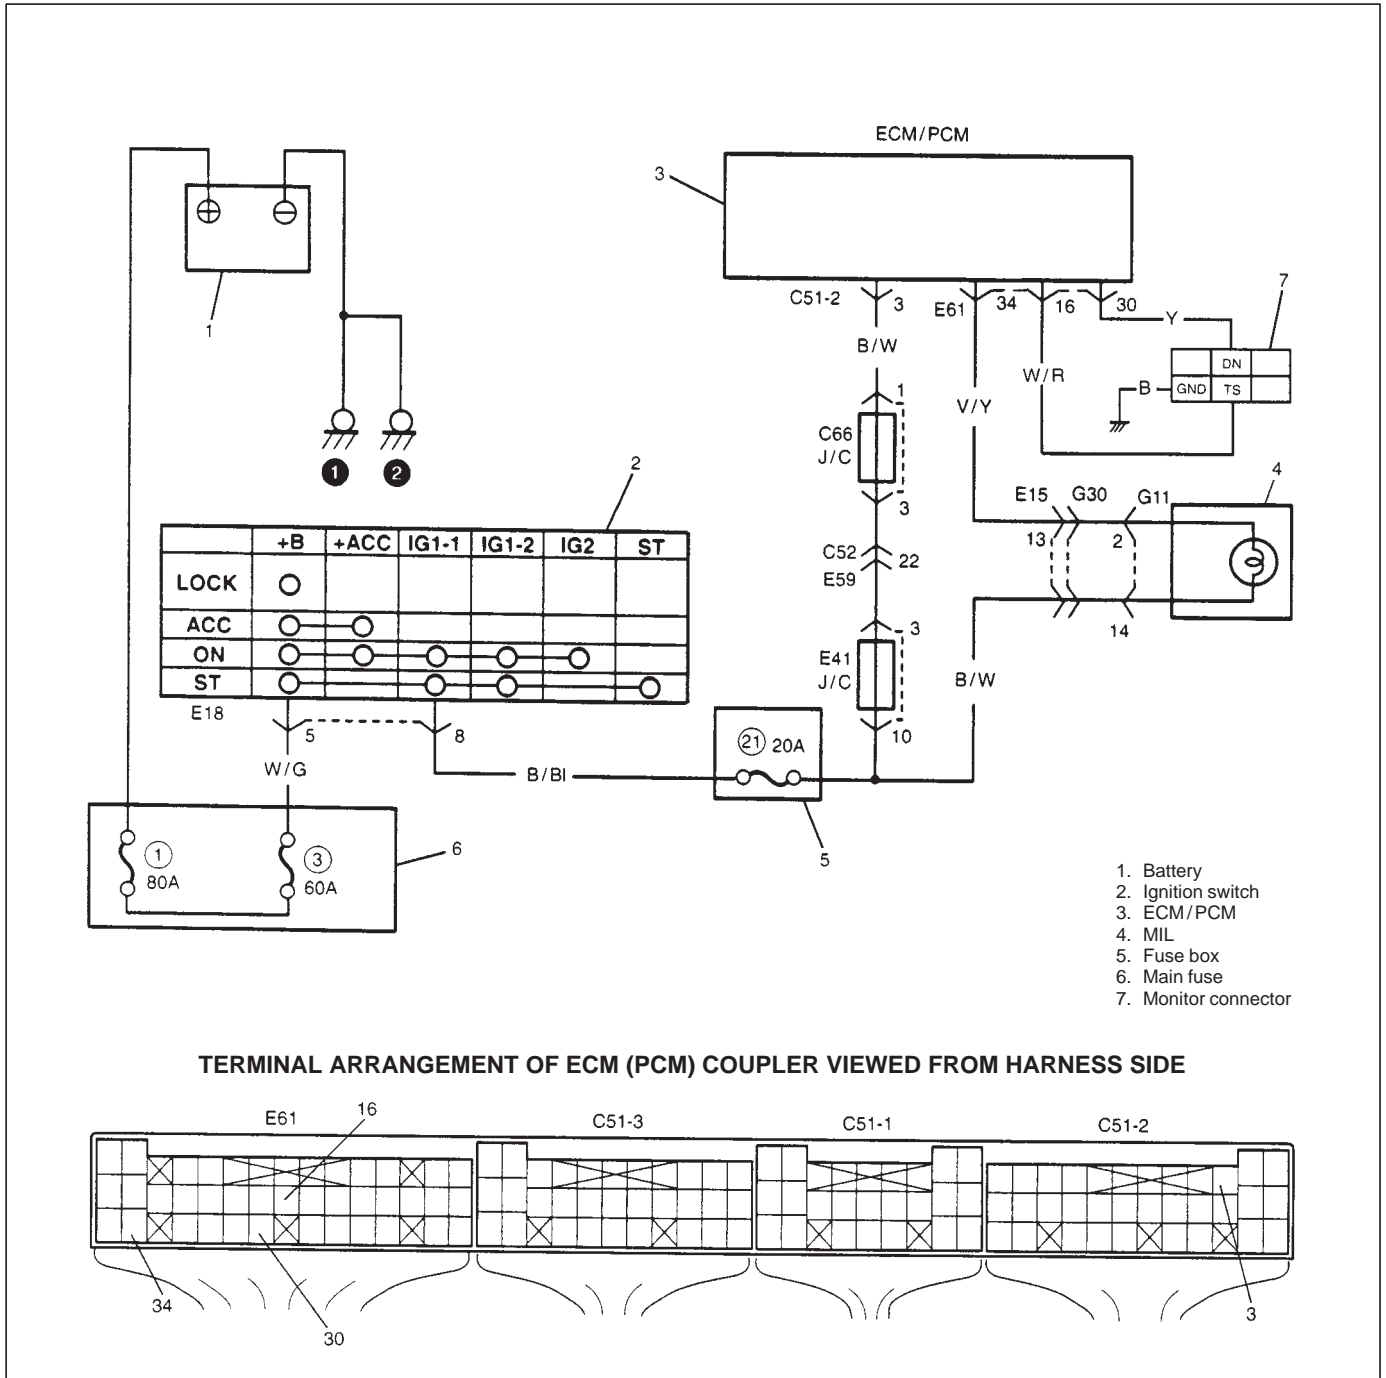 ECM/PCM
3
7
1
C51-2
3
E61
34
16
30
Y
B/W
DN
GND
TS
B
W/R
V/Y
1
C66
J/C
3
1
2
2
4
E15
G30
G11
13
2
14
C52
22
E59
3
E41
J/C
10
B/W
+B +ACC IG1-1 IG1-2 IG2 ST
LOCK
ACC
ON
ST
E18
5
8
W/G
B/Bl
21 20A
5
1
80A
3
60A
6
1. Battery
2. Ignition switch
3. ECM/PCM
4. MIL
5. Fuse box
6. Main fuse
7. Monitor connector
TERMINAL ARRANGEMENT OF ECM (PCM) COUPLER VIEWED FROM HARNESS SIDE
E61
16
C51-3
C51-1
C51-2
34
30
3